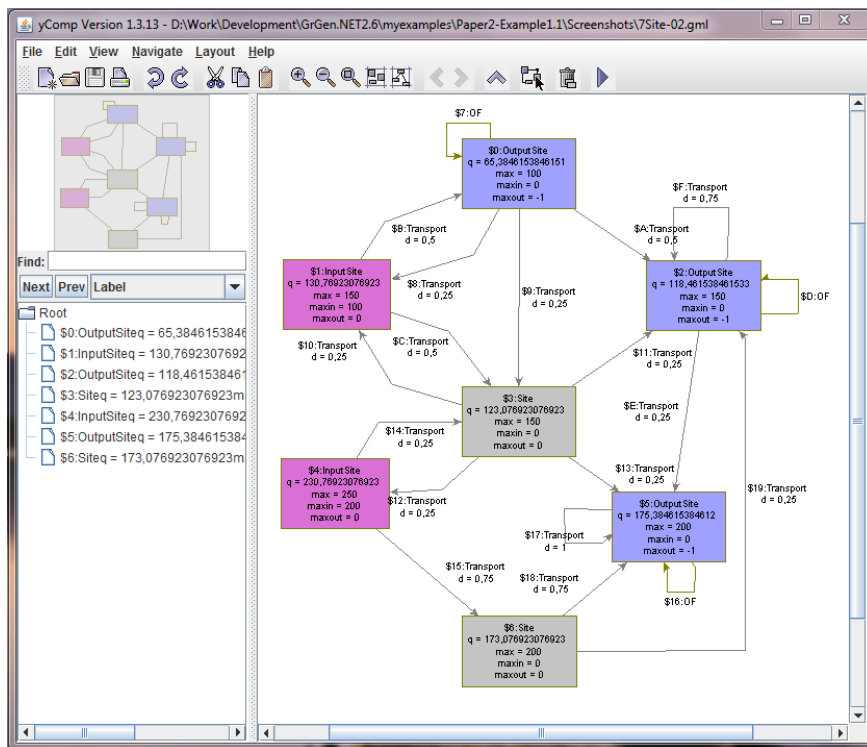 yComp Version 1.3.13 - D:\Work\Development\GrGen.NET2.6\myexamples\Paper2-Example1.1\Screenshots\7Site-02.gml
File Edit View Navigate Layout Help
Find:
Next Prev Label
Root
$0:OutputSiteq = 65,3846153846
$1:InputSiteq = 130,7692307692
$2:OutputSiteq = 118,461538461
$3:Siteq = 123,076923076923m
$4:InputSiteq = 230,7692307692
$5:OutputSiteq = 175,384615384
$6:Siteq = 173,076923076923m
$7:OF
$0:OutputSite
q = 65,3846153846151
max = 100
maxin = 0
maxout = -1
$F:Transport
d = 0,75
$B:Transport
d = 0,5
$A:Transport
d = 0,5
$1:InputSite
q = 130,76923076923
max = 150
maxin = 100
maxout = 0
$8:Transport
d = 0,25
$9:Transport
d = 0,25
$2:OutputSite
q = 118,461538461533
max = 150
maxin = 0
maxout = -1
$D:OF
$10:Transport
d = 0,25
$C:Transport
d = 0,5
$11:Transport
d = 0,25
$3:Site
q = 123,076923076923
max = 150
maxin = 0
maxout = 0
$E:Transport
d = 0,25
$14:Transport
d = 0,25
$4:InputSite
q = 230,76923076923
max = 250
maxin = 200
maxout = 0
$12:Transport
d = 0,25
$13:Transport
d = 0,25
$19:Transport
d = 0,25
$5:OutputSite
q = 175,384615384612
max = 200
maxin = 0
maxout = -1
$17:Transport
d = 1
$15:Transport
d = 0,75
$18:Transport
d = 0,75
$16:OF
$6:Site
q = 173,076923076923
max = 200
maxin = 0
maxout = 0